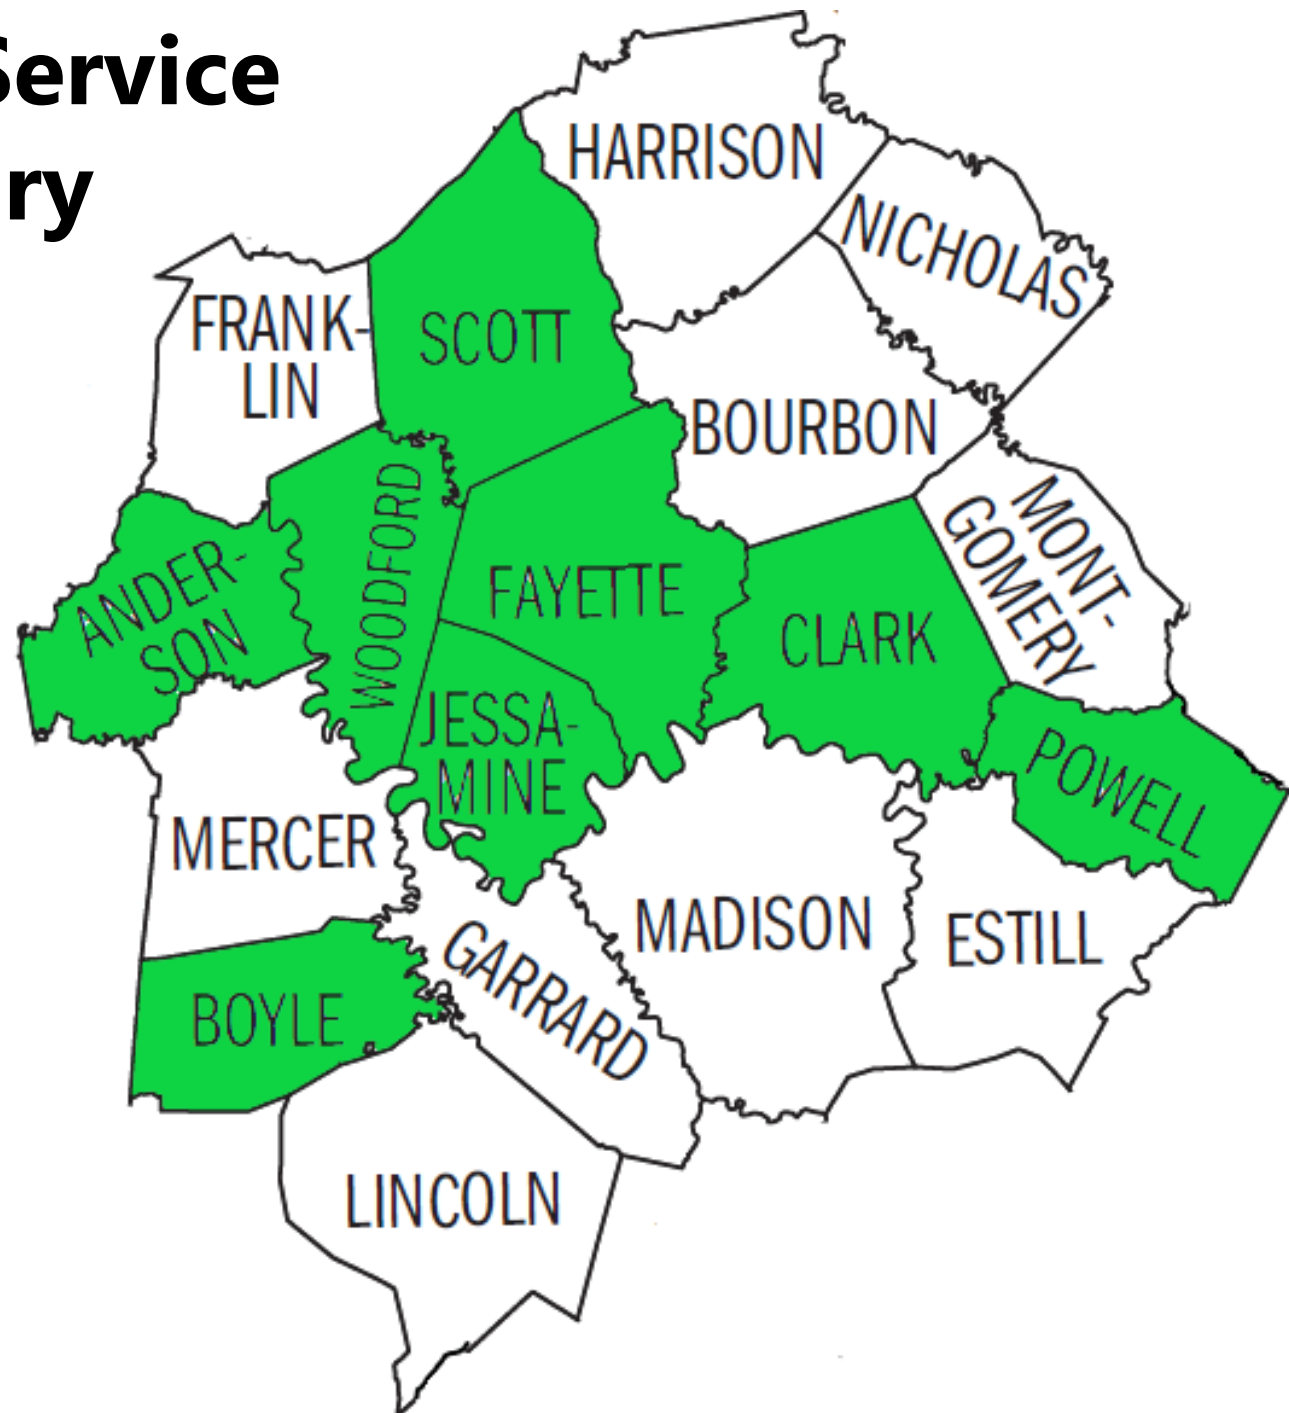 Service
ry
HARRISON
NICHOLAS
FRANK-
LIN
SCOTT
BOURBON
WOODFORD
MONT-
GOMERY
ANDER-
SON
FAYETTE
CLARK
JESSA-
MINE
POWELL
MERCER
MADISON
ESTILL
GARRARD
BOYLE
LINCOLN